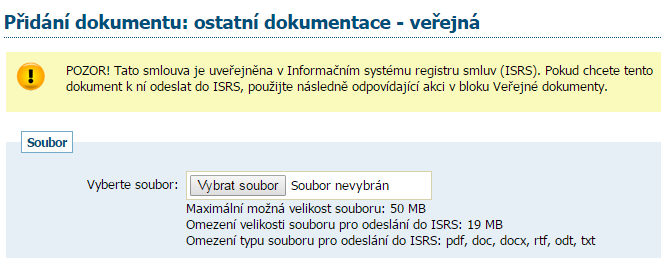 Přidání dokumentu: ostatní dokumentace - veřejná
POZOR! Tato smlouva je uveřejněna v Informačním systému registru smluv (ISRS). Pokud chcete tento
dokument k ní odeslat do ISRS, použijte následně odpovídající akci v bloku Veřejné dokumenty.
Soubor
Vyberte soubor: Vybrat soubor Soubor nevybrán
Maximální možná velikost souboru: 50 MB
Omezení velikosti souboru pro odeslání do ISRS: 19 MB
Omezení typu souboru pro odeslání do ISRS: pdf, doc, docx, rtf, odt, txt